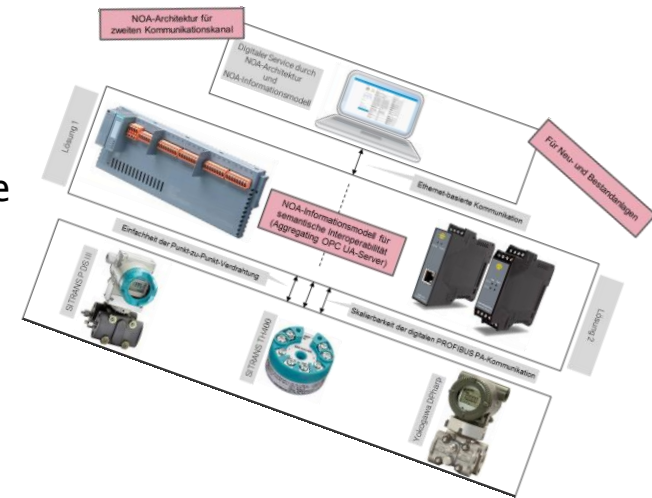 NOA-Architektur für
zweiten Kommunikationskanal
Digitaler Service durch
NOA-Architektur
und
NOA-Informationsmodell
Für Neu- und Bestandanlagen
Lösung 1
Ethernet-basierte Kommunikation
e
NOA-Informationsmodell für
semantische Interoperabilität
(Aggregating OPC UA-Server)
Einfachheit der Punkt-zu-Punkt-Verdrahtung
SITRANS P DS III
Skalierbarkeit der digitalen PROFIBUS PA-Kommunikation
Lösung 2
SITRANS TH400
Yokogawa DPharp